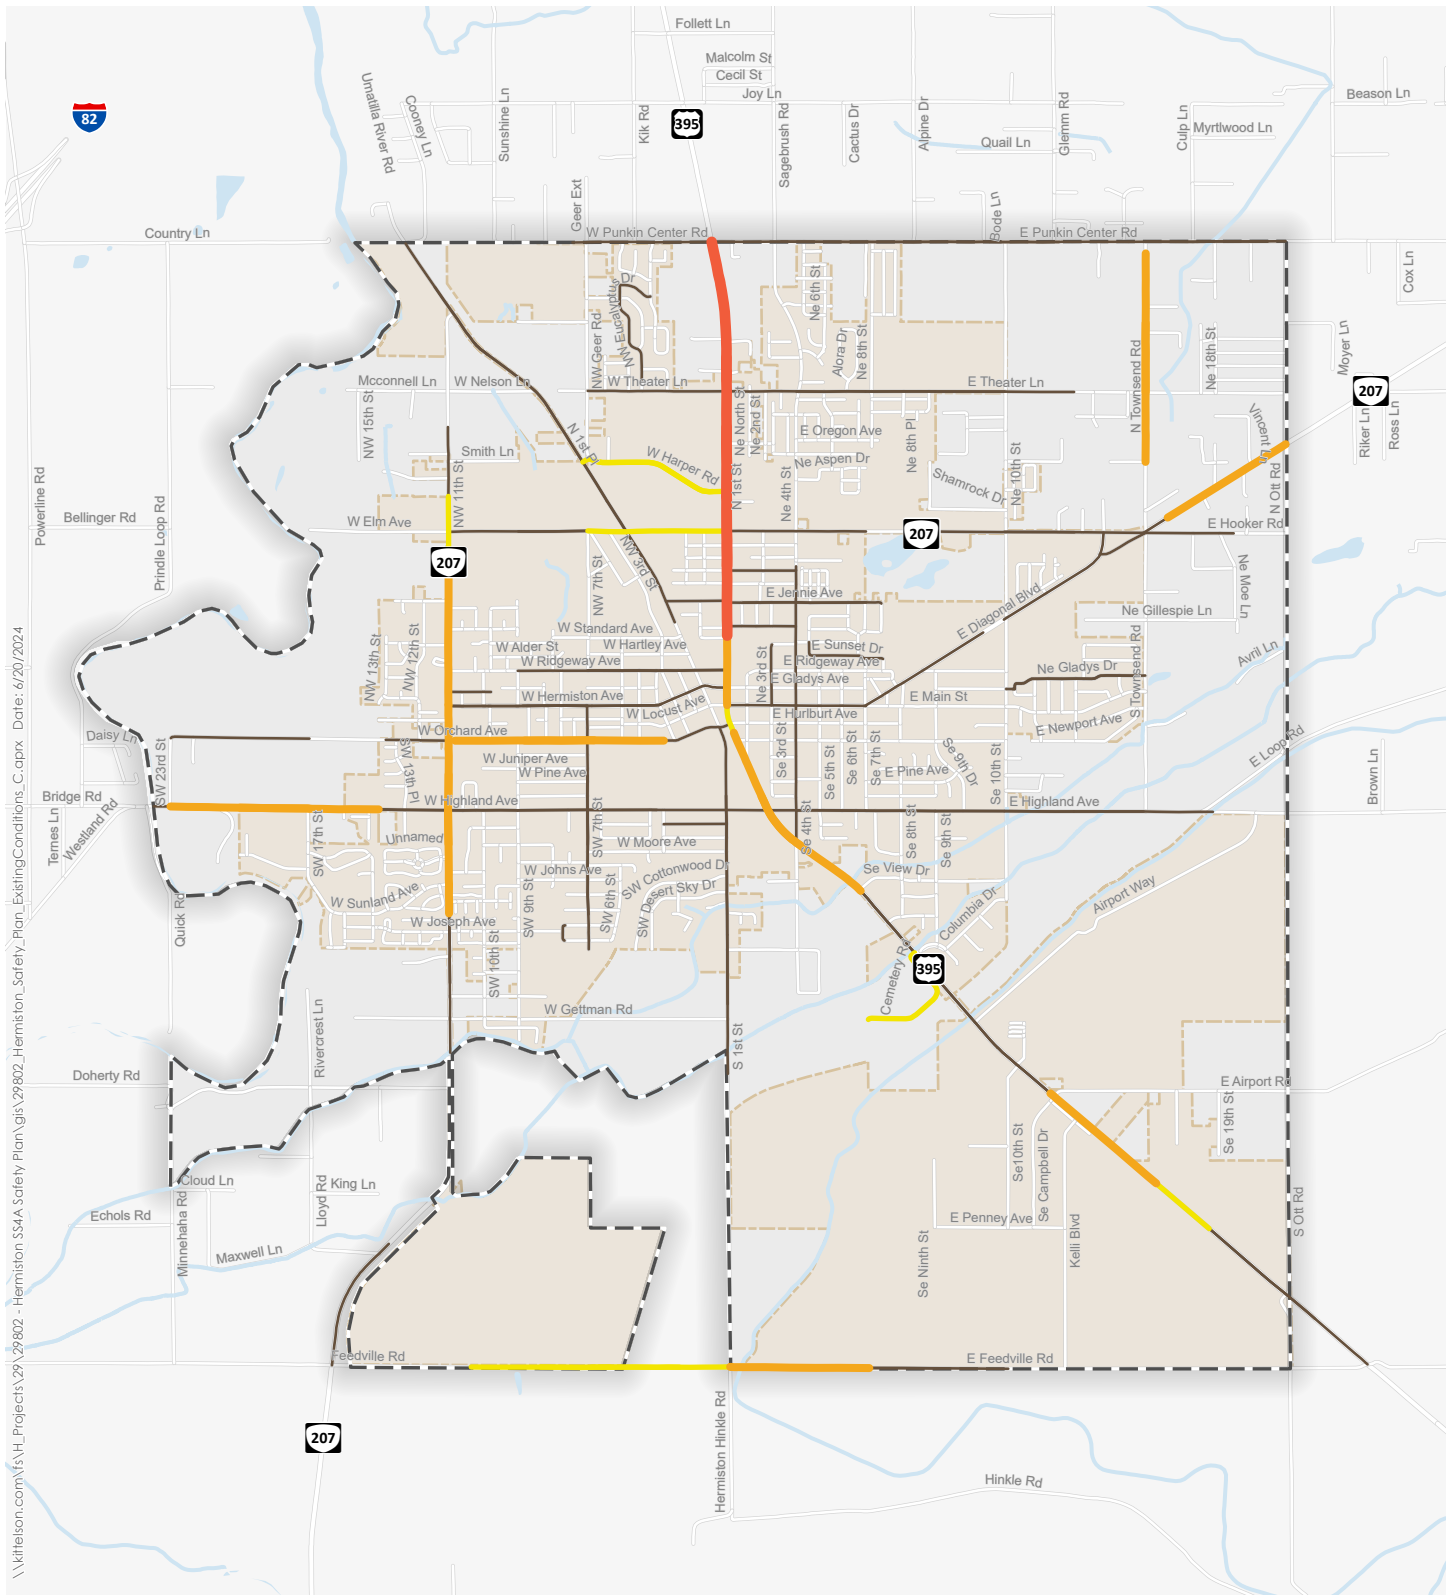 Follett Ln
Malcolm St
Cecil St
Joy Ln
Beason Ln
82
395
Umatilla River Rd
Cooney Ln
Sunshine Ln
Kik Rd
Sagebrush Rd
Cactus Dr
Alpine Dr
Quail Ln
Glemm Rd
Culp Ln
Myrtlwood Ln
Geer Ext
Bode Ln
Country Ln
W Punkin Center Rd
E Punkin Center Rd
Cox Ln
NW Eucalyptus Dr
Ne 6th St
NW Geer Rd
Alora Dr
Ne 8th St
N Townsend Rd
Ne 18th St
Moyer Ln
Mcconnell Ln
W Nelson Ln
W Theater Ln
E Theater Ln
207
NW 15th St
Ne North St
Ne 2nd St
E Oregon Ave
Ne 8th Pl
Vincent Ln
Riker Ln
Ross Ln
N 1st Pl
Smith Ln
W Harper Rd
Ne Aspen Dr
Ne 10th St
Powerline Rd
Prindle Loop Rd
NW 11th St
N 1st St
Ne 4th St
Shamrock Dr
N Ott Rd
Bellinger Rd
W Elm Ave
E Hooker Rd
207
207
NW 3rd St
NW 7th St
E Jennie Ave
E Diagonal Blvd
Ne Moe Ln
Ne Gillespie Ln
W Standard Ave
W Alder St
W Hartley Ave
E Sunset Dr
NW 13th St
NW 12th St
W Ridgeway Ave
E Ridgeway Ave
Ne 3rd St
E Gladys Ave
Ne Gladys Dr
Avril Ln
S Townsend Rd
W Hermiston Ave
E Main St
W Locust Ave
E Hurlburt Ave
E Newport Ave
Daisy Ln
W Orchard Ave
E Loop Rd
SW 23rd St
SW 13th Pl
W Juniper Ave
W Pine Ave
Se 3rd St
Se 5th St
Se 6th St
Se 7th St
E Pine Ave
Se 9th Dr
Se 10th St
Brown Ln
Bridge Rd
W Highland Ave
E Highland Ave
Ternes Ln
Westland Rd
SW 17th St
Unnamed
SW 7th St
W Moore Ave
Se 4th St
Se 8th St
Se 9th St
W Johns Ave
SW Cottonwood Dr
Se View Dr
W Sunland Ave
SW 9th St
SW 6th St
SW Desert Sky Dr
Airport Way
Quick Rd
W Joseph Ave
Columbia Dr
SW 10th St
Cemetery Rd
395
W Gettman Rd
Rivercrest Ln
S 1st St
Doherty Rd
E Airport Rd
Se 19th St
Se10th St
Se Campbell Dr
Cloud Ln
King Ln
Lloyd Rd
Echols Rd
Minnehaha Rd
Maxwell Ln
E Penney Ave
Se Ninth St
Kelli Blvd
S Ott Rd
Feedville Rd
E Feedville Rd
207
Hermiston Hinkle Rd
Hinkle Rd
\\kittelson.com\fs\H_Projects\29\29802 - Hermiston SS4A Safety Plan\gis\29802_Hermiston_Safety_Plan_ExistingConditions_C.aprx Date: 6/20/2024